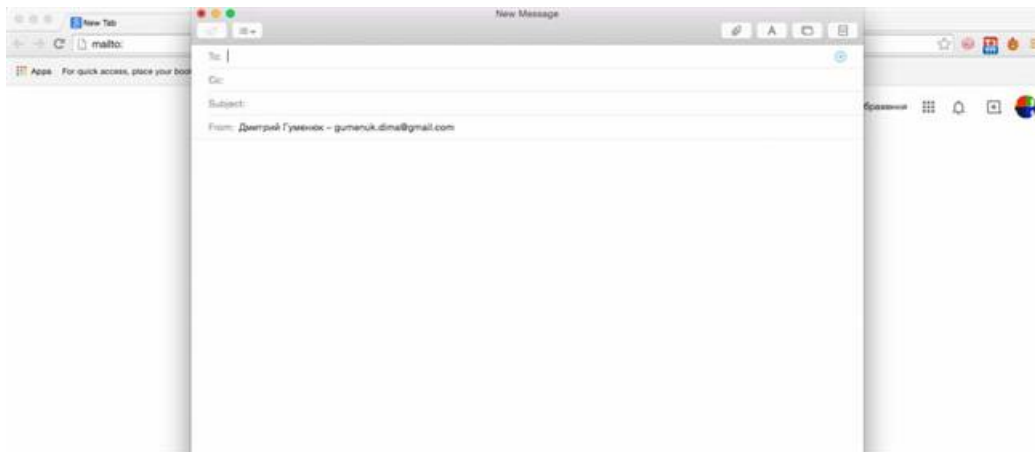 New Tab
mailto:
Apps For quick access, place your boo
New Message
To:
Cc:
Subject:
From: Дмитрий Гуменюк – gumenuk.dima@gmail.com
A
бражения